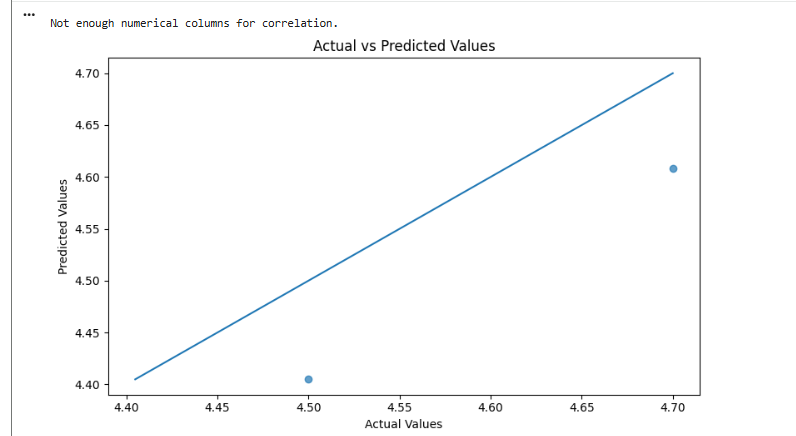 ...
Not enough numerical columns for correlation.
Actual vs Predicted Values
4.70
4.65
4.60
4.55
4.50
4.45
4.40
Predicted Values
4.40 4.45 4.50 4.55 4.60 4.65 4.70
Actual Values